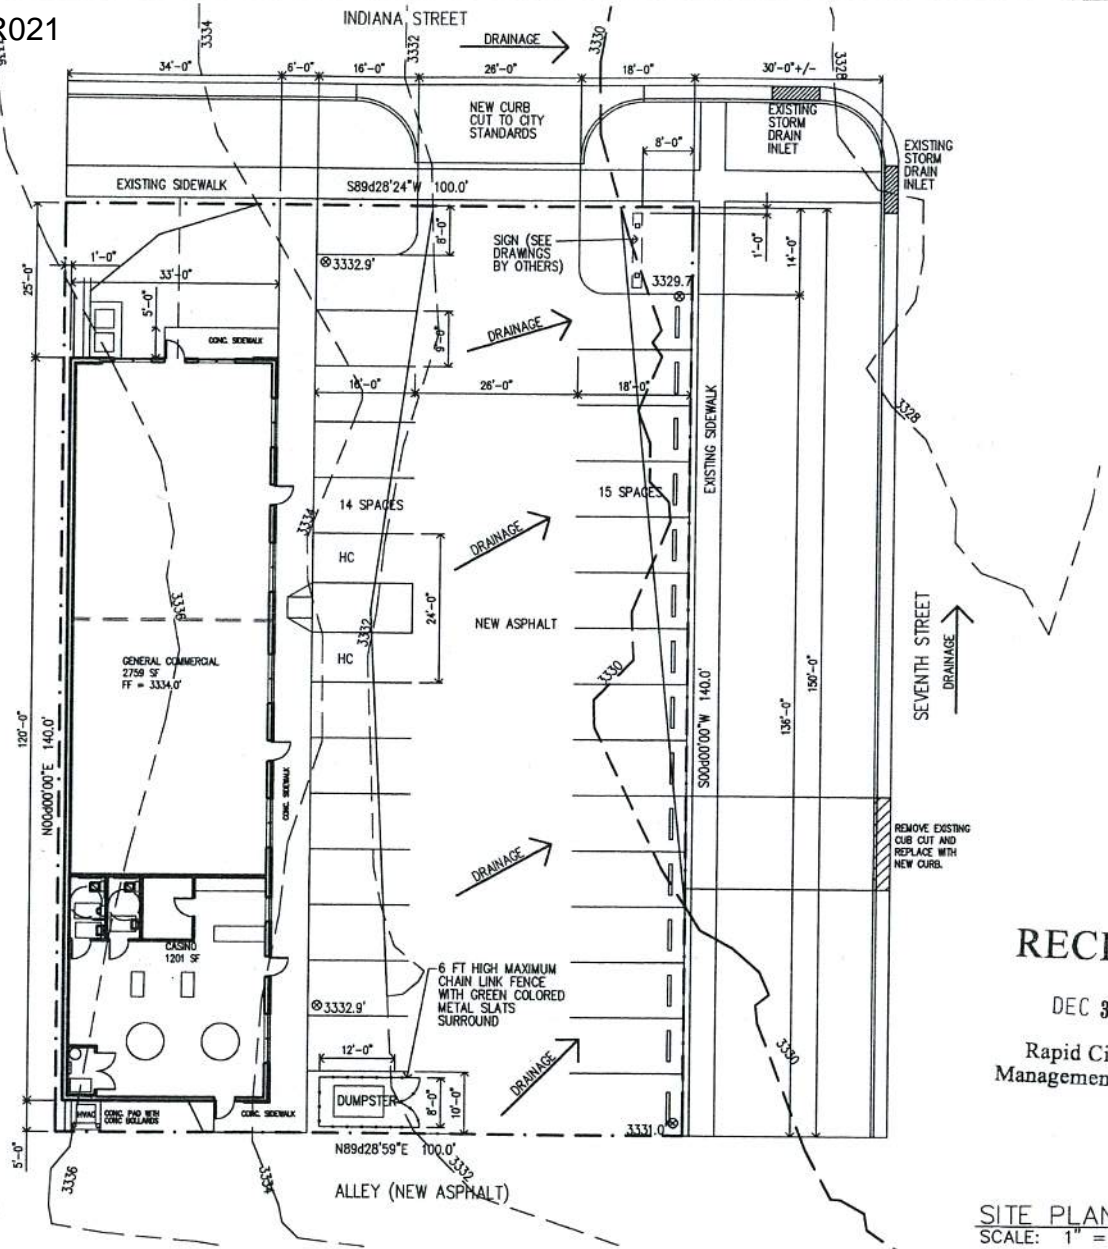 R021
INDIANA STREET
DRAINAGE
3334
3332
3330
3328
34'-0"
6'-0"
16'-0"
26'-0"
18'-0"
30'-0"+/-
NEW CURB
CUT TO CITY
STANDARDS
EXISTING
STORM
DRAIN
INLET
EXISTING
STORM
DRAIN
INLET
8'-0"
EXISTING SIDEWALK
S89d28'24"W 100.0'
25'-0"
1'-0"
33'-0"
5'-0"
3332.9'
8'-0"
SIGN (SEE
DRAWINGS
BY OTHERS)
3329.7
1'-0"
14'-0"
CONC. SIDEWALK
9'-0"
DRAINAGE
16'-0"
26'-0"
18'-0"
EXISTING SIDEWALK
3328
14 SPACES
15 SPACES
3334
DRAINAGE
HC
24'-0"
NEW ASPHALT
3336
3332
HC
3330
GENERAL COMMERCIAL
2759 SF
FF = 3334.0'
SEVENTH STREET
DRAINAGE
120'-0"
N00d00'00"E 140.0'
S00d00'00"W 140.0'
136'-0"
150'-0"
CONC. SIDEWALK
REMOVE EXISTING
CUB CUT AND
REPLACE WITH
NEW CURB.
DRAINAGE
CASINO
1201 SF
6 FT HIGH MAXIMUM
CHAIN LINK FENCE
WITH GREEN COLORED
METAL SLATS
SURROUND
3332.9'
12'-0"
DRAINAGE
3330
DUMPSTER
8'-0"
10'-0"
HVAC
CONC. PAD WITH
CONC BOLLARDS
CONC. SIDEWALK
3331.0
5'-0"
N89d28'59"E 100.0'
3336
3334
3332
ALLEY (NEW ASPHALT)
RECE
DEC 3
Rapid Ci
Managemen
SITE PLAN
SCALE: 1" =